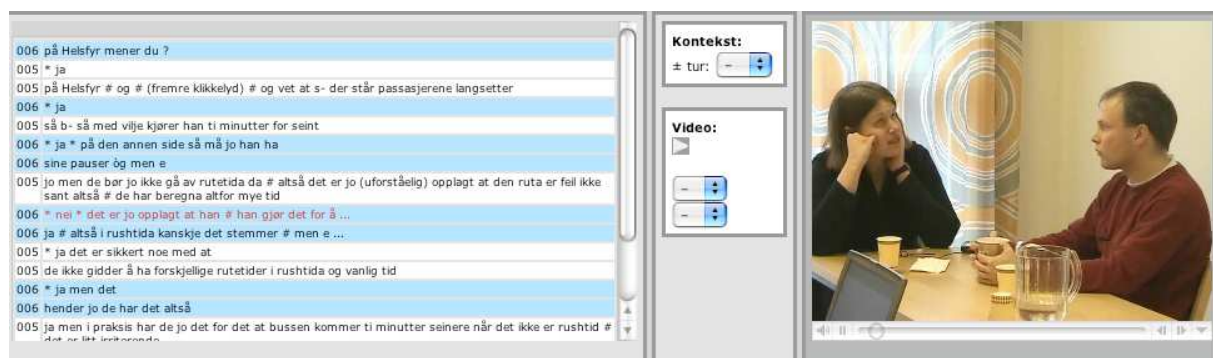 006 på Helsfyr mener du ?
005 * ja
005 på Helsfyr # og # (fremre klikkelyd) # og vet at s- der står passasjerene langsetter
006 * ja
005 så b- så med vilje kjører han ti minutter for seint
006 * ja * på den annen side så må jo han ha
006 sine pauser òg men e
005 jo men de bør jo ikke gå av rutetida da # altså det er jo (uforståelig) opplagt at den ruta er feil ikke
sant altså # de har beregna altfor mye tid
006 * nei * det er jo opplagt at han # han gjør det for å ...
006 ja # altså i rushtida kanskje det stemmer # men e ...
005 * ja det er sikkert noe med at
005 de ikke gidder å ha forskjellige rutetider i rushtida og vanlig tid
006 * ja men det
006 hender jo de har det altså
005 ja men i praksis har de jo det for det at bussen kommer ti minutter seinere når det ikke er rushtid #
det er litt irriterende
Kontekst:
± tur: -
Video:
-
-